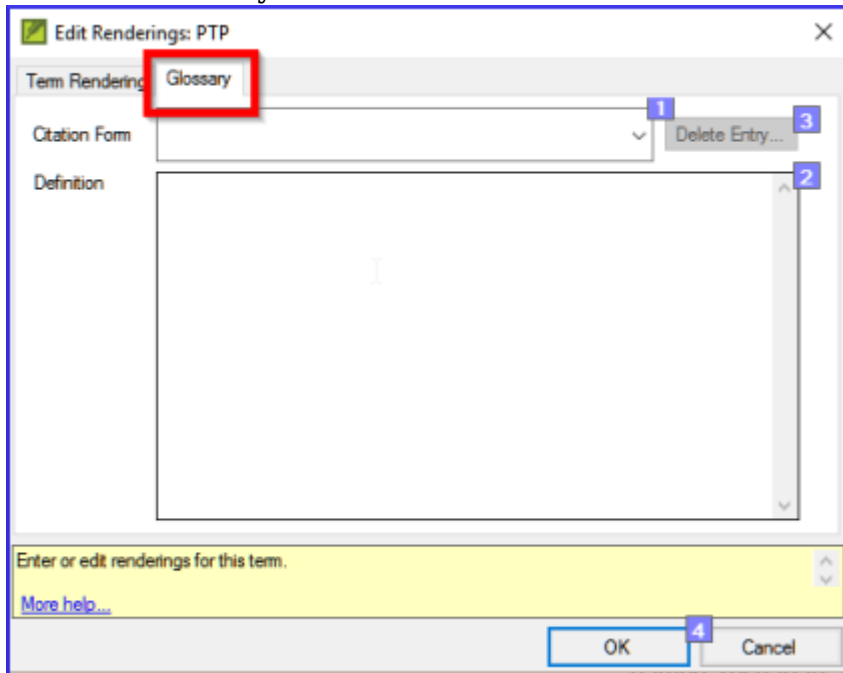 Edit Renderings: PTP
Term Rendering
Glossary
1
Citation Form
Delete Entry...
3
Definition
2
Enter or edit renderings for this term.
More help...
4
OK
Cancel